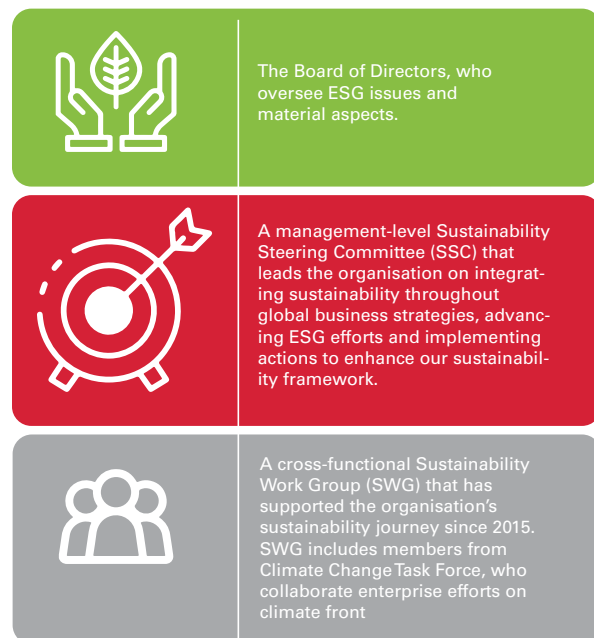 The Board of Directors, who
oversee ESG issues and
material aspects.
A management-level Sustainability
Steering Committee (SSC) that
leads the organisation on integrat-
ing sustainability throughout
global business strategies, advanc-
ing ESG efforts and implementing
actions to enhance our sustainabil-
ity framework.
A cross-functional Sustainability
Work Group (SWG) that has
supported the organisation's
sustainability journey since 2015.
SWG includes members from
Climate Change Task Force, who
collaborate enterprise efforts on
climate front